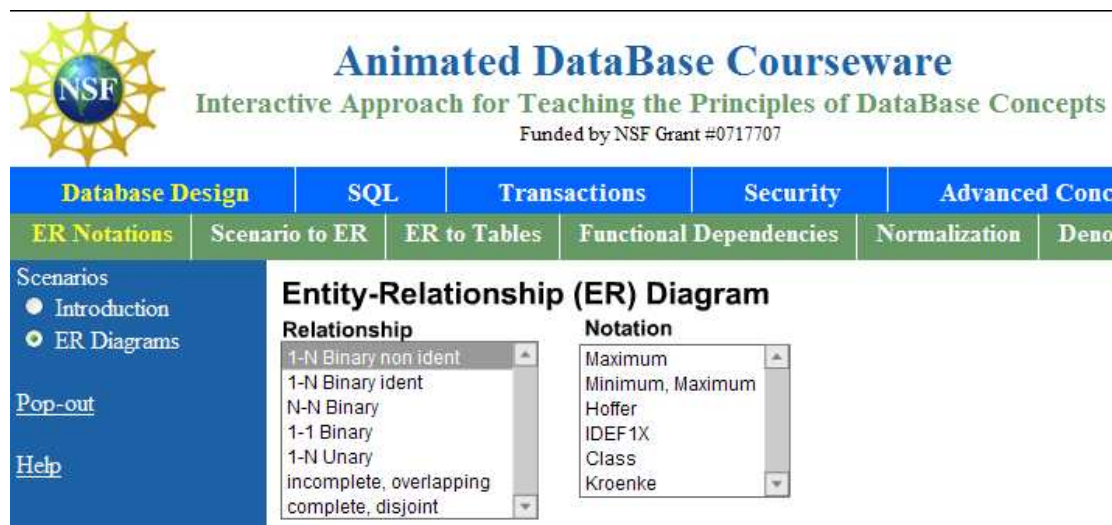 NSF
Animated DataBase Courseware
Interactive Approach for Teaching the Principles of DataBase Concepts
Funded by NSF Grant #0717707
Database Design SQL Transactions Security Advanced Conc
ER Notations Scenario to ER ER to Tables Functional Dependencies Normalization Deno
Scenarios
Introduction
ER Diagrams
Pop-out
Help
Entity-Relationship (ER) Diagram
Relationship
1-N Binary non ident
1-N Binary ident
N-N Binary
1-1 Binary
1-N Unary
incomplete, overlapping
complete, disjoint
Notation
Maximum
Minimum, Maximum
Hoffer
IDEF1X
Class
Kroenke